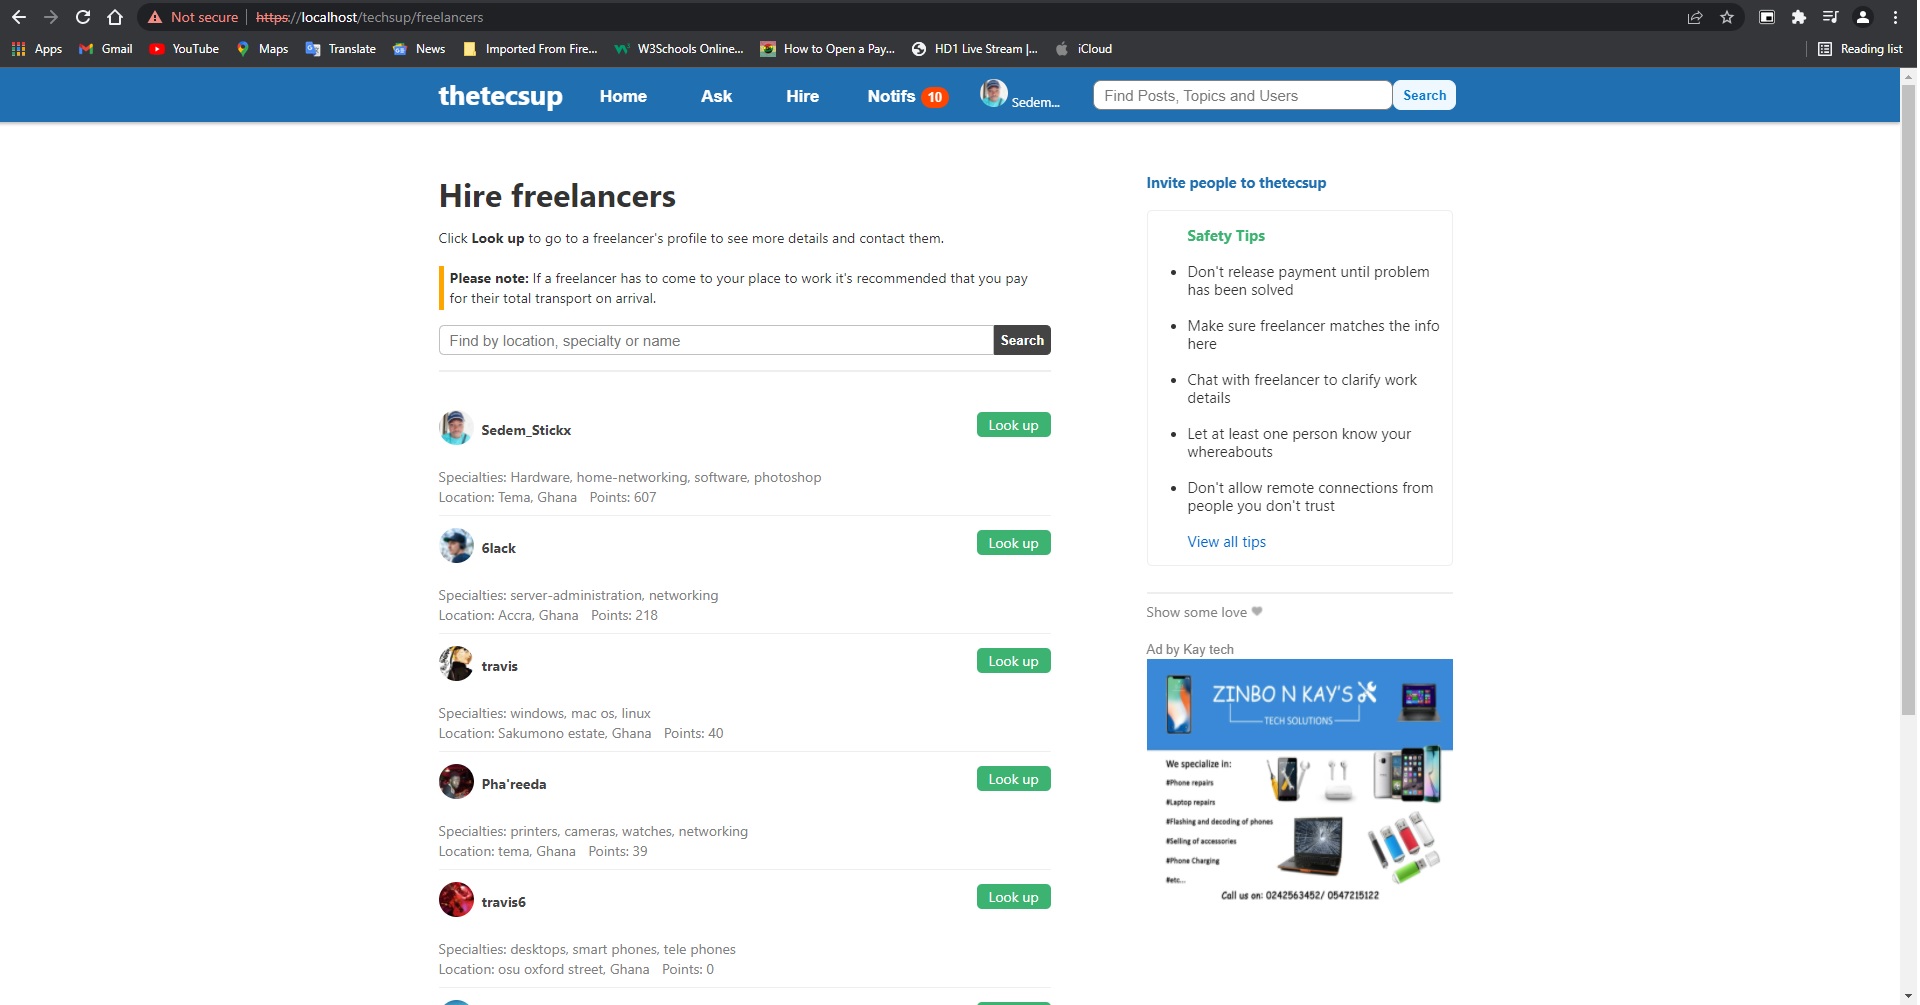 Not secure https://localhost/techsup/freelancers
Apps Gmail YouTube Maps Translate News Imported From Fire... W3Schools Online... How to Open a Pay... HD1 Live Stream |... iCloud Reading list
thetecsup Home Ask Hire Notifs 10 Sedem... Find Posts, Topics and Users Search
Hire freelancers
Click Look up to go to a freelancer's profile to see more details and contact them.
Please note: If a freelancer has to come to your place to work it's recommended that you pay
for their total transport on arrival.
Find by location, specialty or name Search
Sedem_Stickx Look up
Specialties: Hardware, home-networking, software, photoshop
Location: Tema, Ghana Points: 607
6lack Look up
Specialties: server-administration, networking
Location: Accra, Ghana Points: 218
travis Look up
Specialties: windows, mac os, linux
Location: Sakumono estate, Ghana Points: 40
Pha'reeda Look up
Specialties: printers, cameras, watches, networking
Location: tema, Ghana Points: 39
travis6 Look up
Specialties: desktops, smart phones, tele phones
Location: osu oxford street, Ghana Points: 0
Invite people to thetecsup
Safety Tips
Don't release payment until problem
has been solved
Make sure freelancer matches the info
here
Chat with freelancer to clarify work
details
Let at least one person know your
whereabouts
Don't allow remote connections from
people you don't trust
View all tips
Show some love
Ad by Kay tech
ZINBO N KAY'S
TECH SOLUTIONS
We specialize in:
#Phone repairs
#Laptop repairs
#Flashing and decoding of phones
#Selling of accessories
#Phone Charging
#etc...
Call us on: 0242563452/ 0547215122